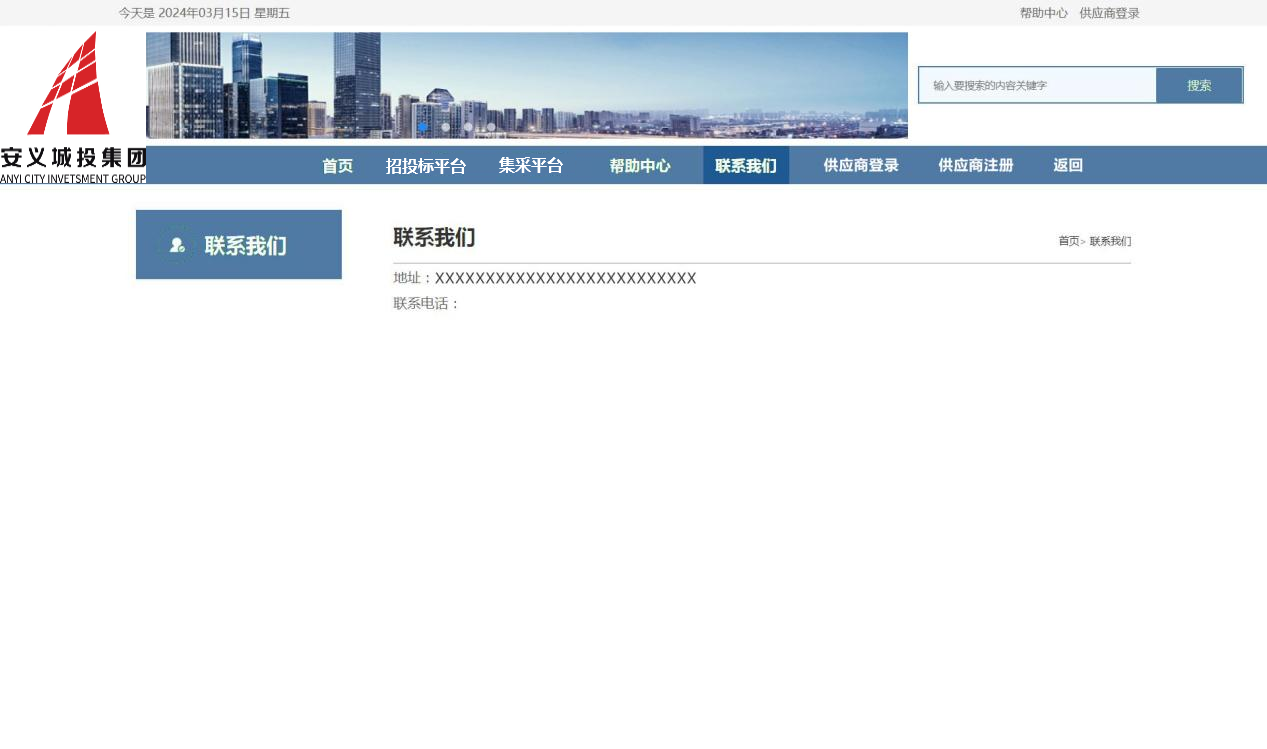 今天是 2024年03月15日 星期五
帮助中心 供应商登录
输入要搜索的内容关键字
搜索
安义城投集团
ANYI CITY INVETSMENT GROUP
首页 招投标平台 集采平台 帮助中心 联系我们 供应商登录 供应商注册 返回
联系我们
联系我们
首页> 联系我们
地址：XXXXXXXXXXXXXXXXXXXXXXXXXX
联系电话：